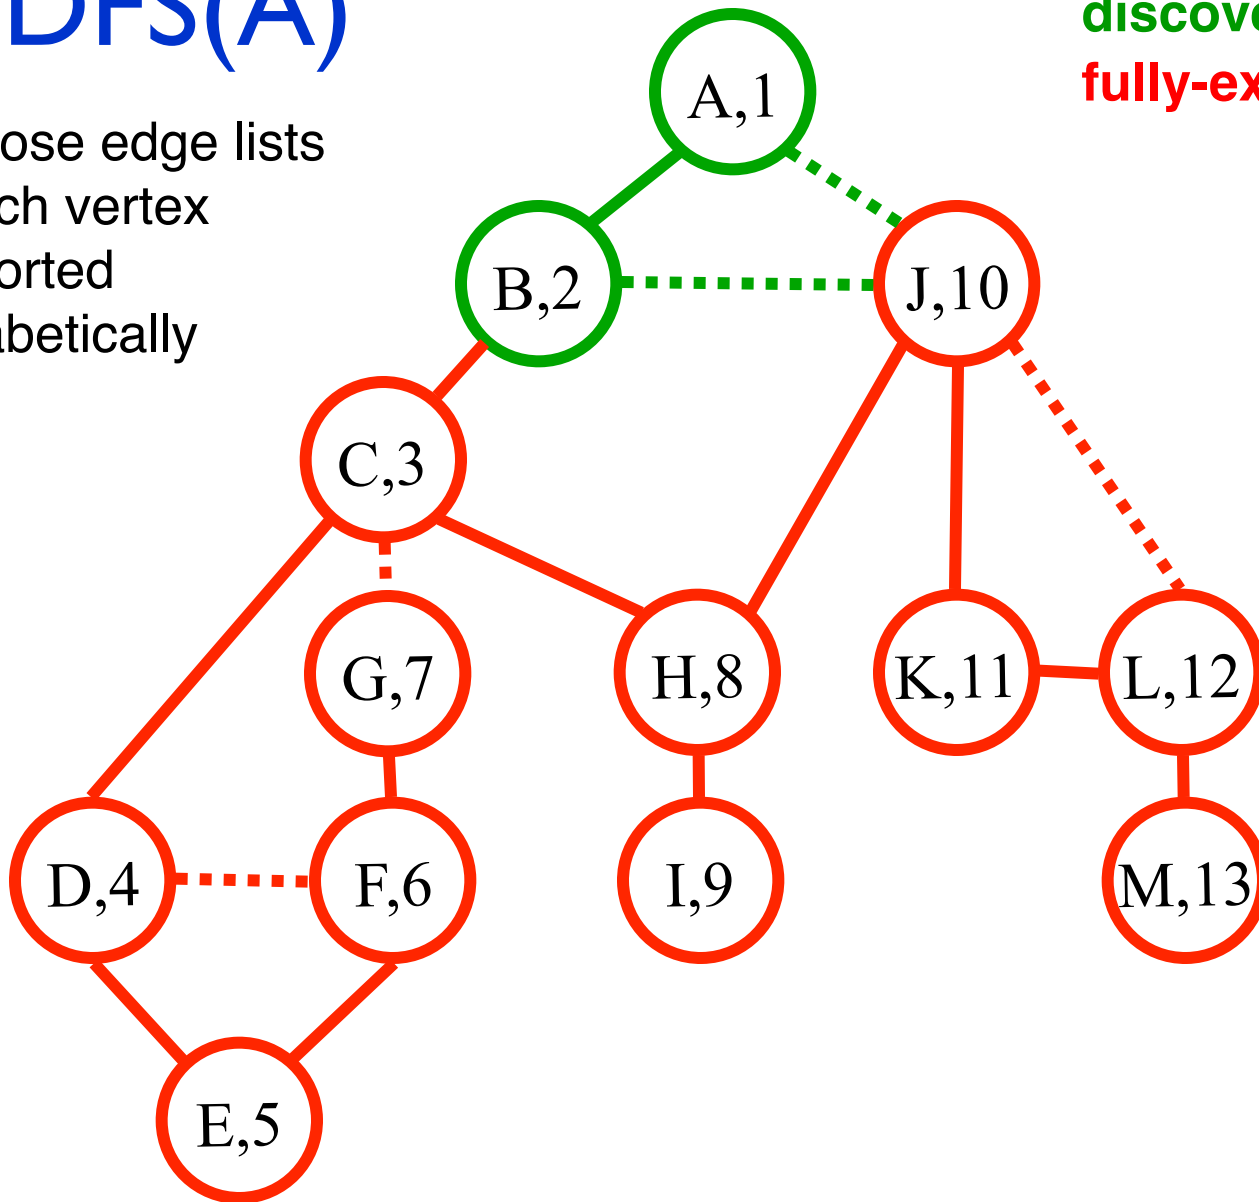 DFS(A)
discove
fully-ex
ose edge lists
ch vertex
orted
abetically
A,1
B,2
J,10
C,3
G,7
H,8
K,11
L,12
D,4
F,6
I,9
M,13
E,5